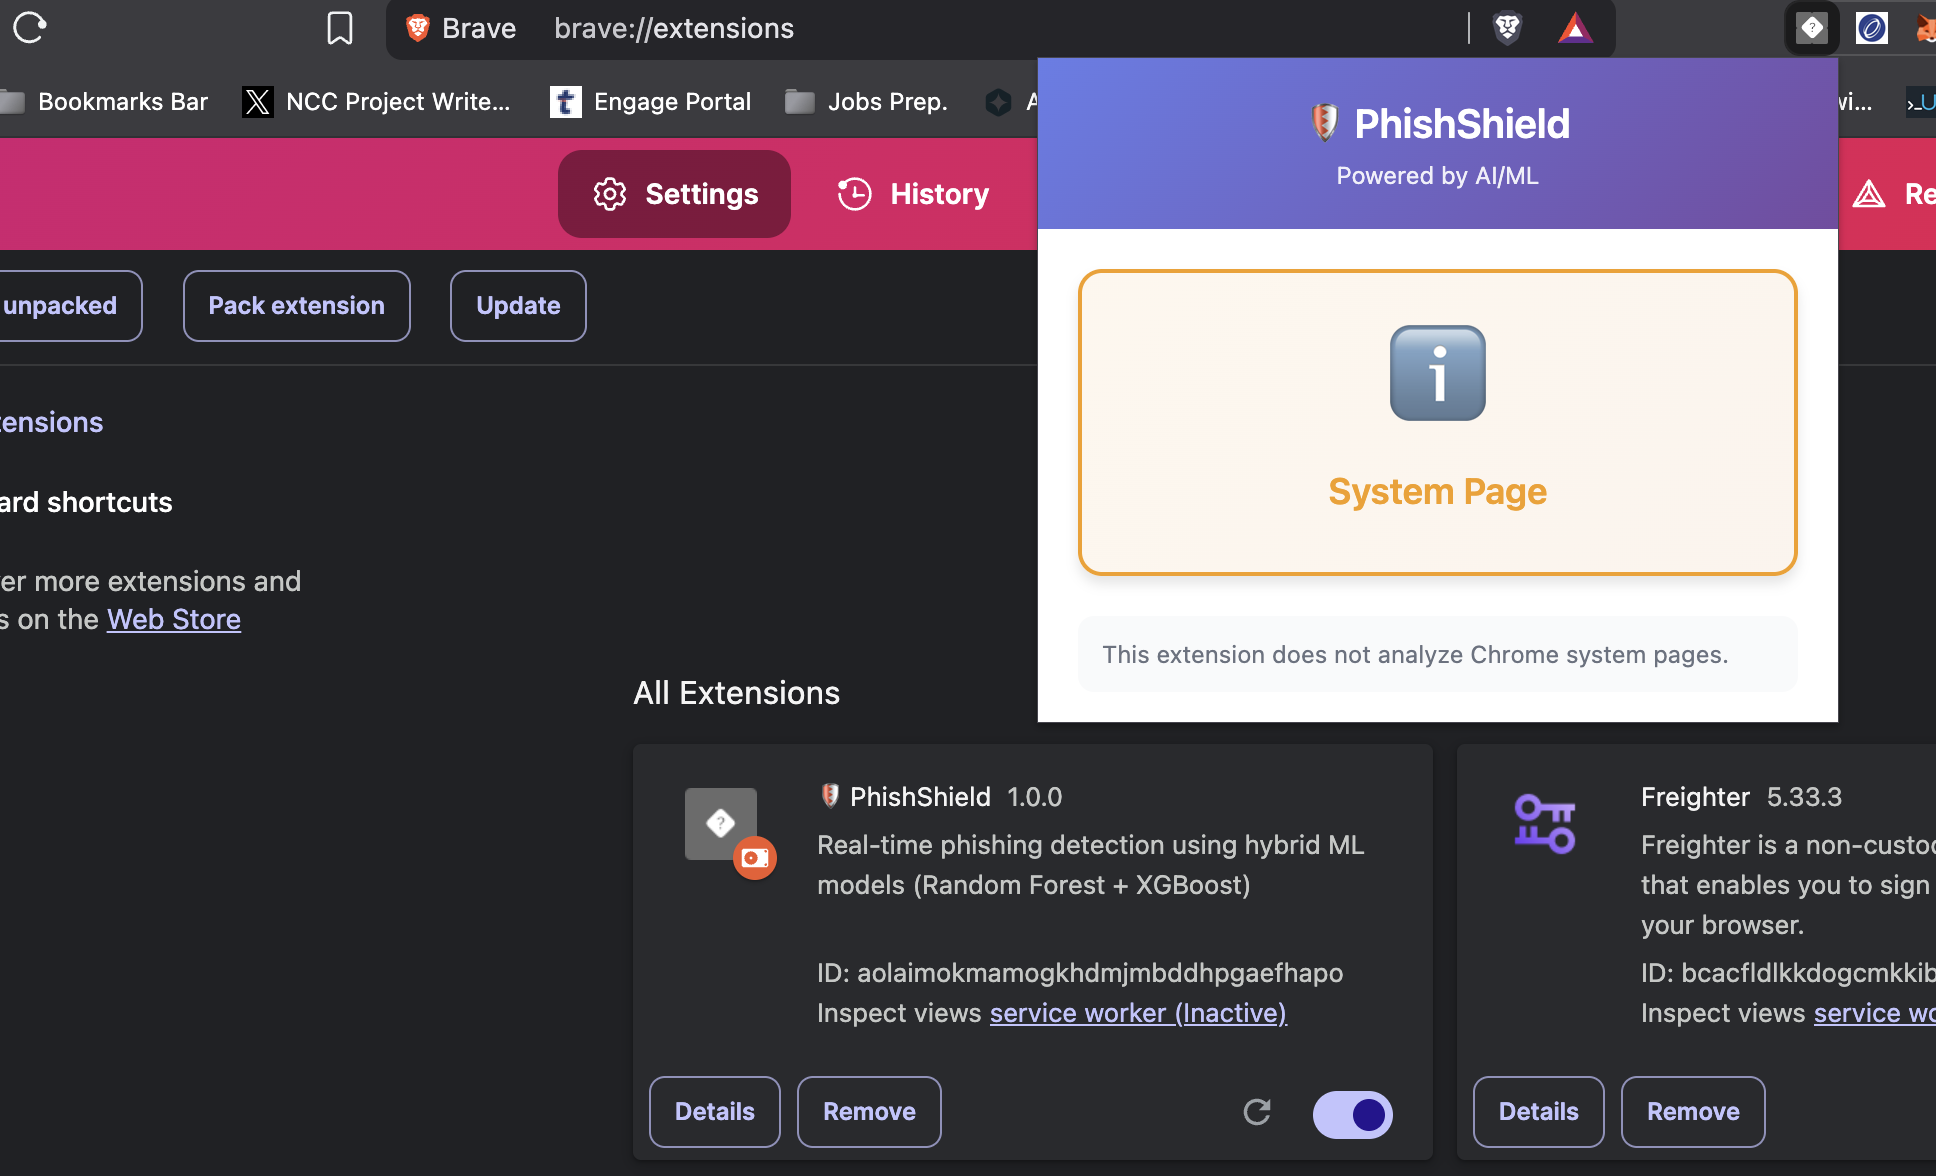 Brave brave://extensions
Bookmarks Bar NCC Project Write... Engage Portal Jobs Prep.
PhishShield
Powered by AI/ML
Settings History
unpacked Pack extension Update
System Page
This extension does not analyze Chrome system pages.
shortcuts
more extensions and
on the Web Store
All Extensions
PhishShield 1.0.0
Real-time phishing detection using hybrid ML
models (Random Forest + XGBoost)
ID: aolaimokmamogkhdmjmbddhpgaefhapo
Inspect views service worker (Inactive)
Details Remove
Freighter 5.33.3
Freighter is a
that enables you to sign
your browser.
ID:
Inspect views service
Details Remove